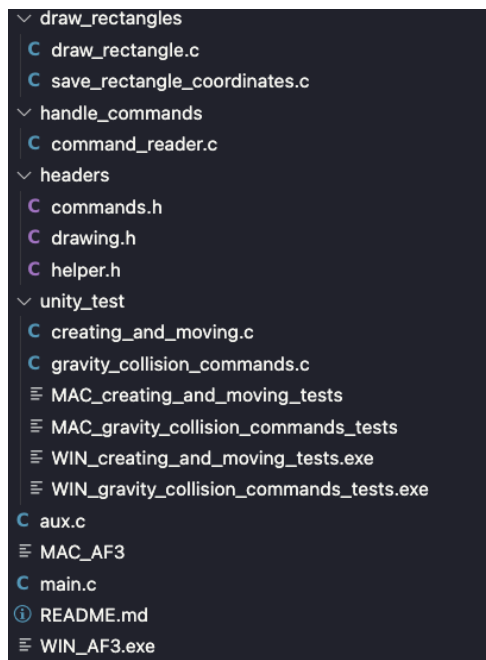 draw_rectangles
C draw_rectangle.c
C save_rectangle_coordinates.c
handle_commands
C command_reader.c
headers
C commands.h
C drawing.h
C helper.h
unity_test
C creating_and_moving.c
C gravity_collision_commands.c
MAC_creating_and_moving_tests
MAC_gravity_collision_commands_tests
WIN_creating_and_moving_tests.exe
WIN_gravity_collision_commands_tests.exe
C aux.c
MAC_AF3
C main.c
README.md
WIN_AF3.exe